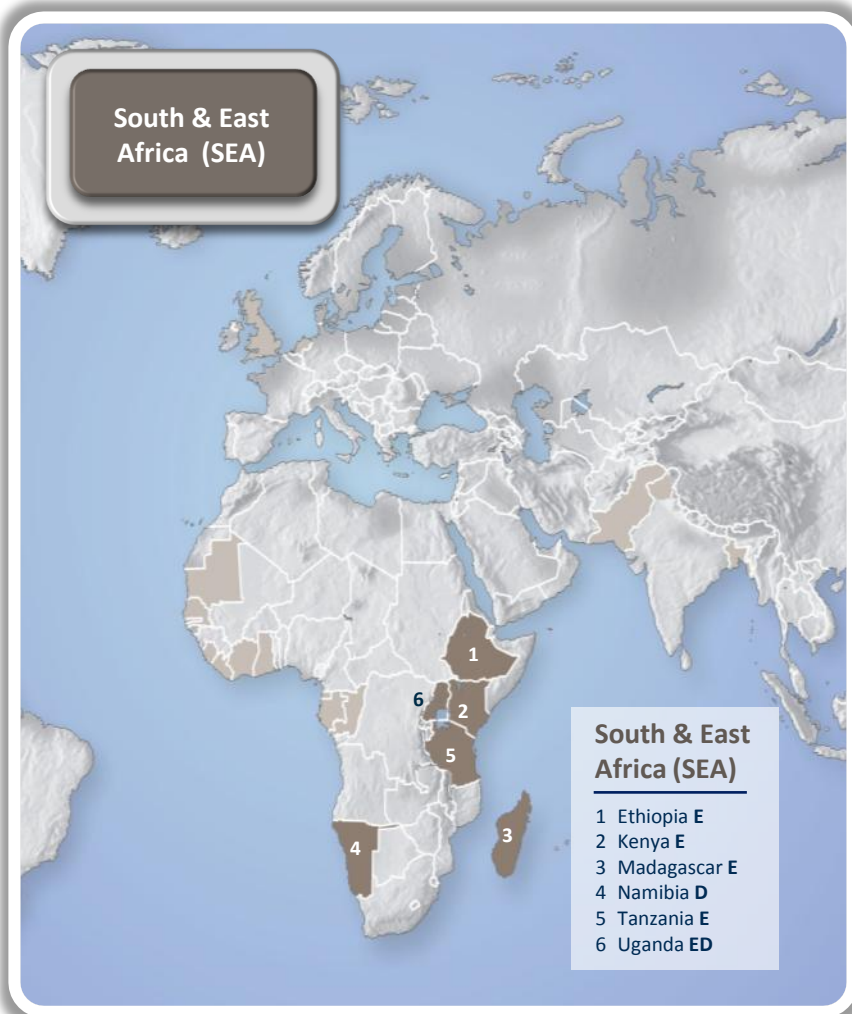 South & East
Africa (SEA)
1
6
2
5
3
4
South & East
Africa (SEA)
1 Ethiopia E
2 Kenya E
3 Madagascar E
4 Namibia D
5 Tanzania E
6 Uganda ED